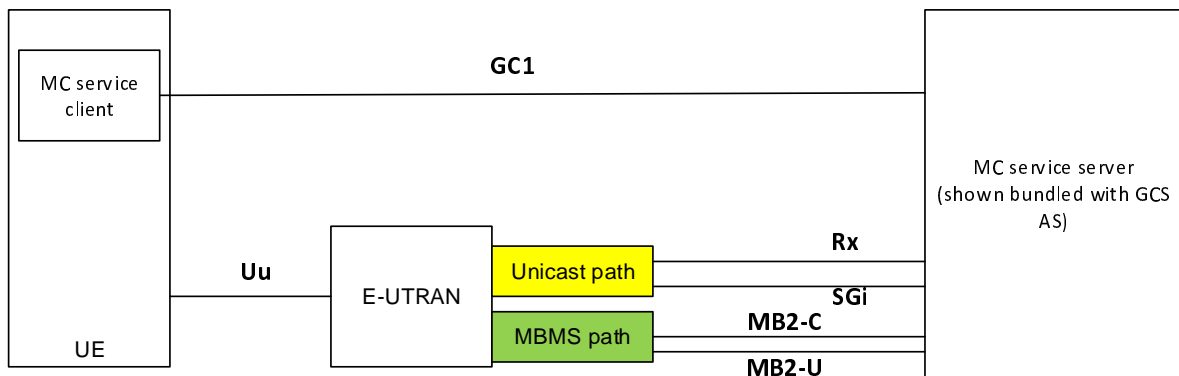 GC1
MC service
client
MC service server
(shown bundled with GCS
AS)
Rx
Uu
Unicast path
E-UTRAN
SGi
MB2-C
MBMS path
UE
MB2-U